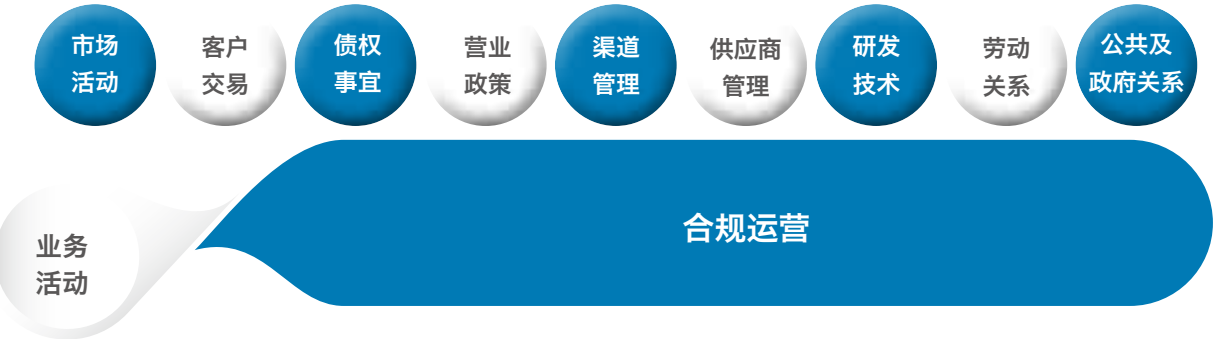 市场
活动
客户
交易
债权
事宜
营业
政策
渠道
管理
供应商
管理
研发
技术
劳动
关系
公共及
政府关系
合规运营
业务
活动